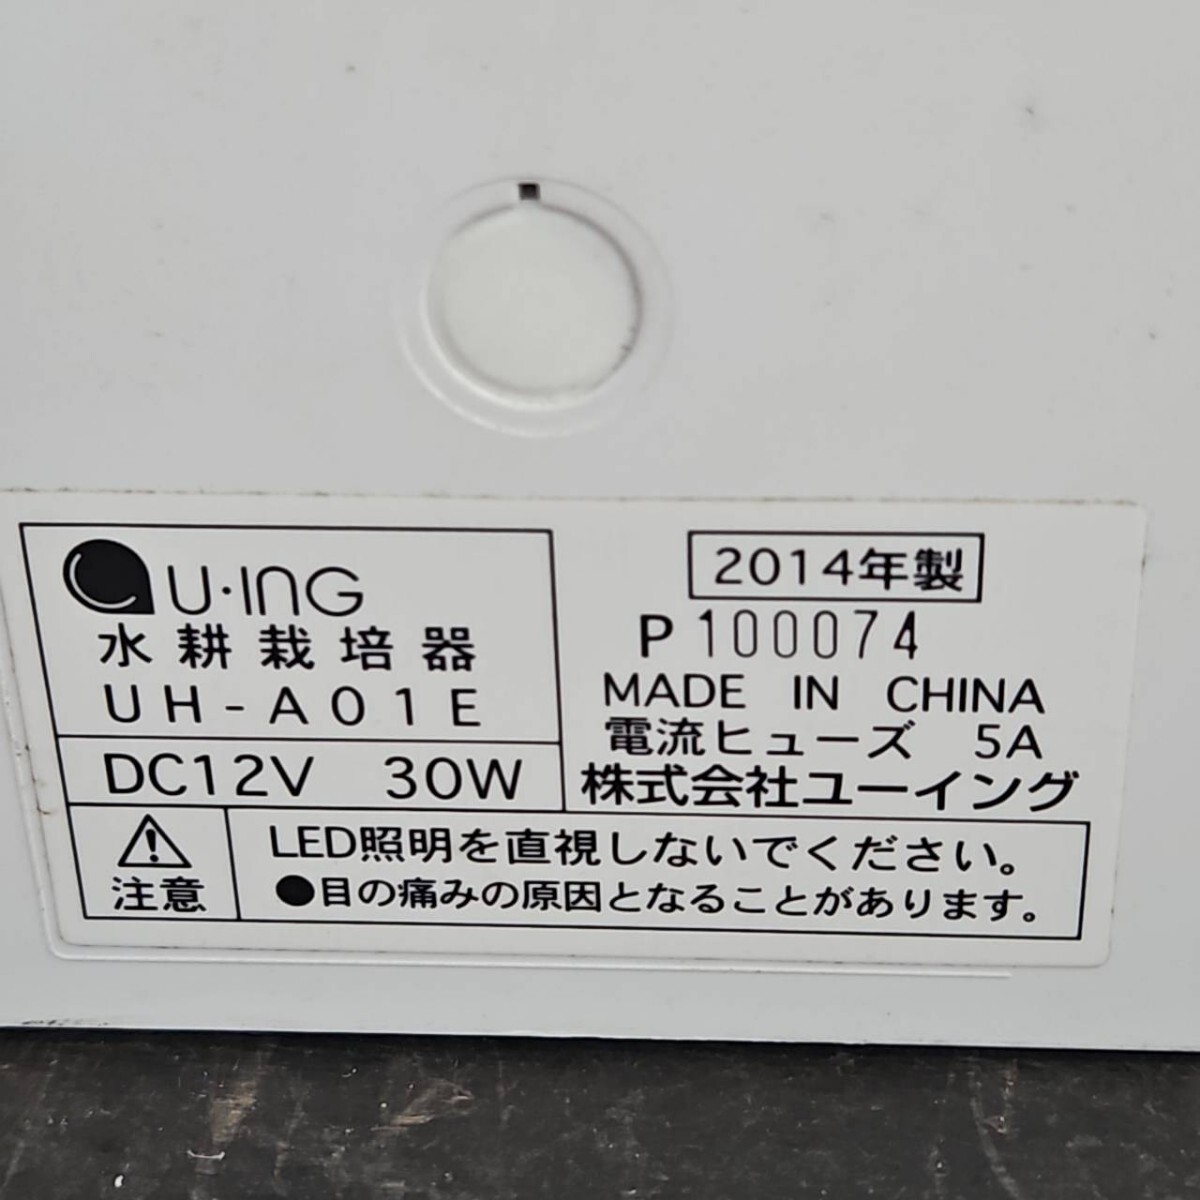 U·ING
水耕栽培器
UH-A01E
DC12V 30W
2014年製
P100074
MADE IN CHINA
電流ヒューズ 5A
株式会社ユーイング
注意
LED照明を直視しないでください。
●目の痛みの原因となることがあります。